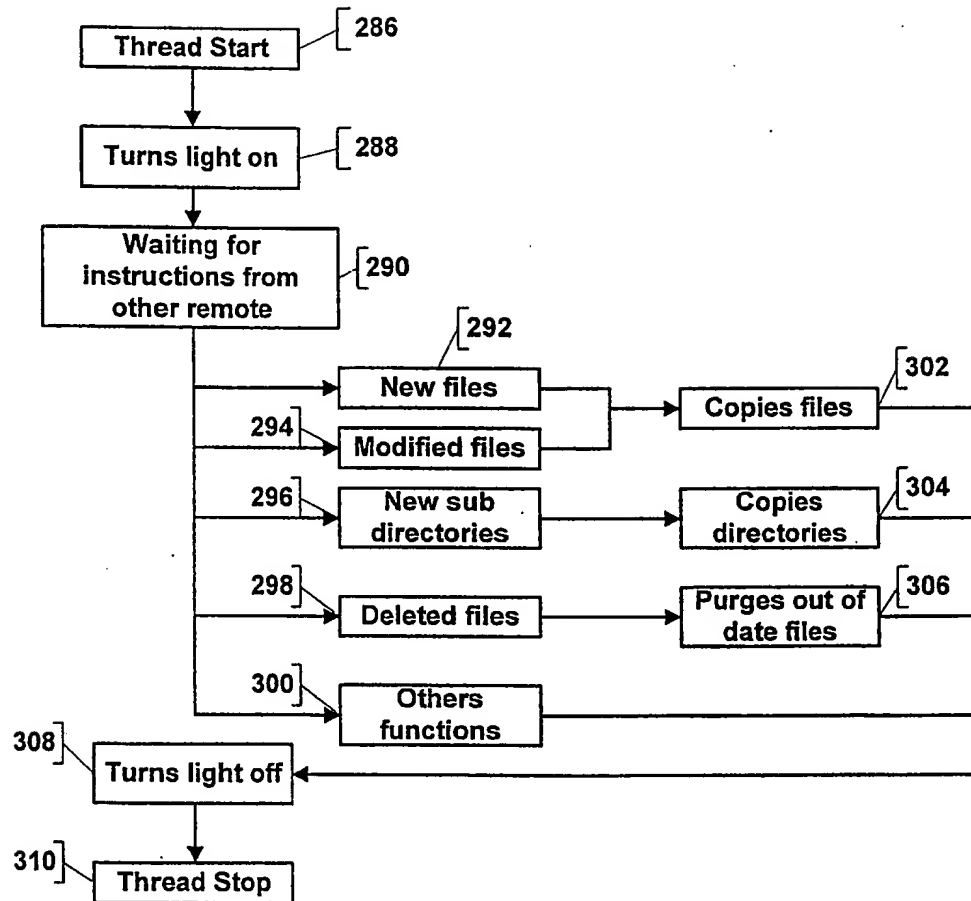 Thread Start
286
Turns light on
288
Waiting for
instructions from
other remote
290
292
New files
302
Copies files
294
Modified files
296
New sub
directories
304
Copies
directories
298
Deleted files
306
Purges out of
date files
300
Others
functions
308
Turns light off
310
Thread Stop